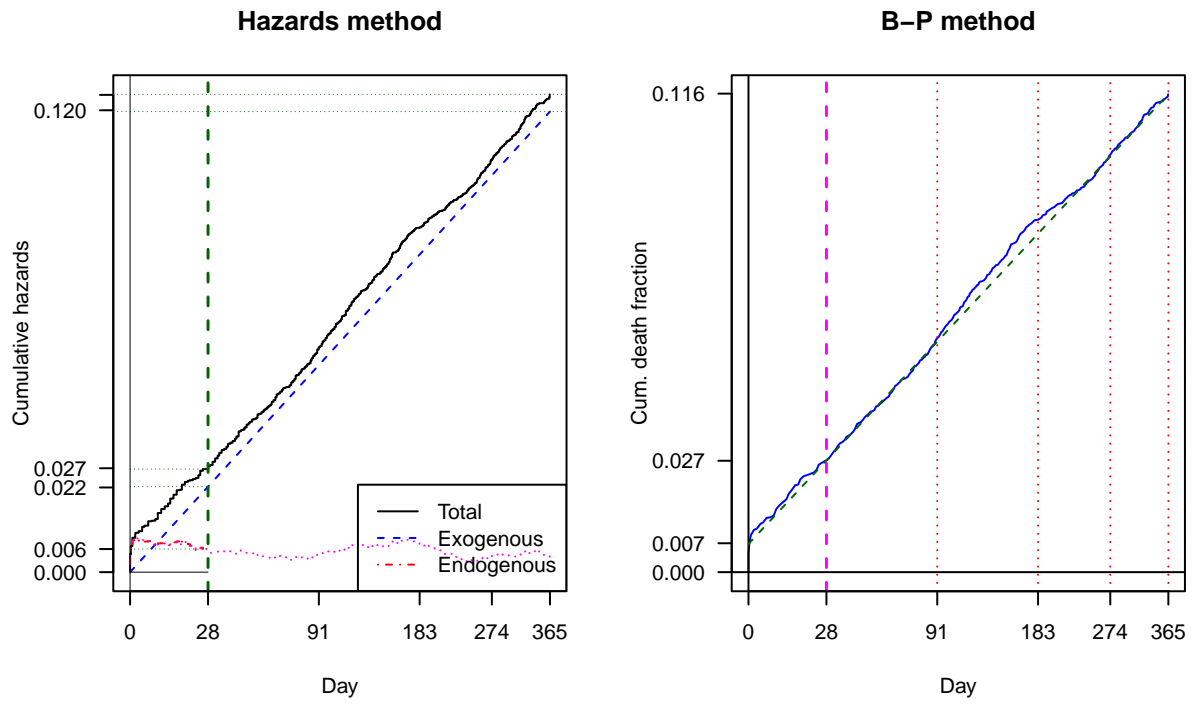 Hazards method
Cumulative hazards
0.120
0.027
0.022
0.006
0.000
Total
Exogenous
Endogenous
0 28 91 183 274 365
Day
B−P method
Cum. death fraction
0.116
0.027
0.007
0.000
0 28 91 183 274 365
Day